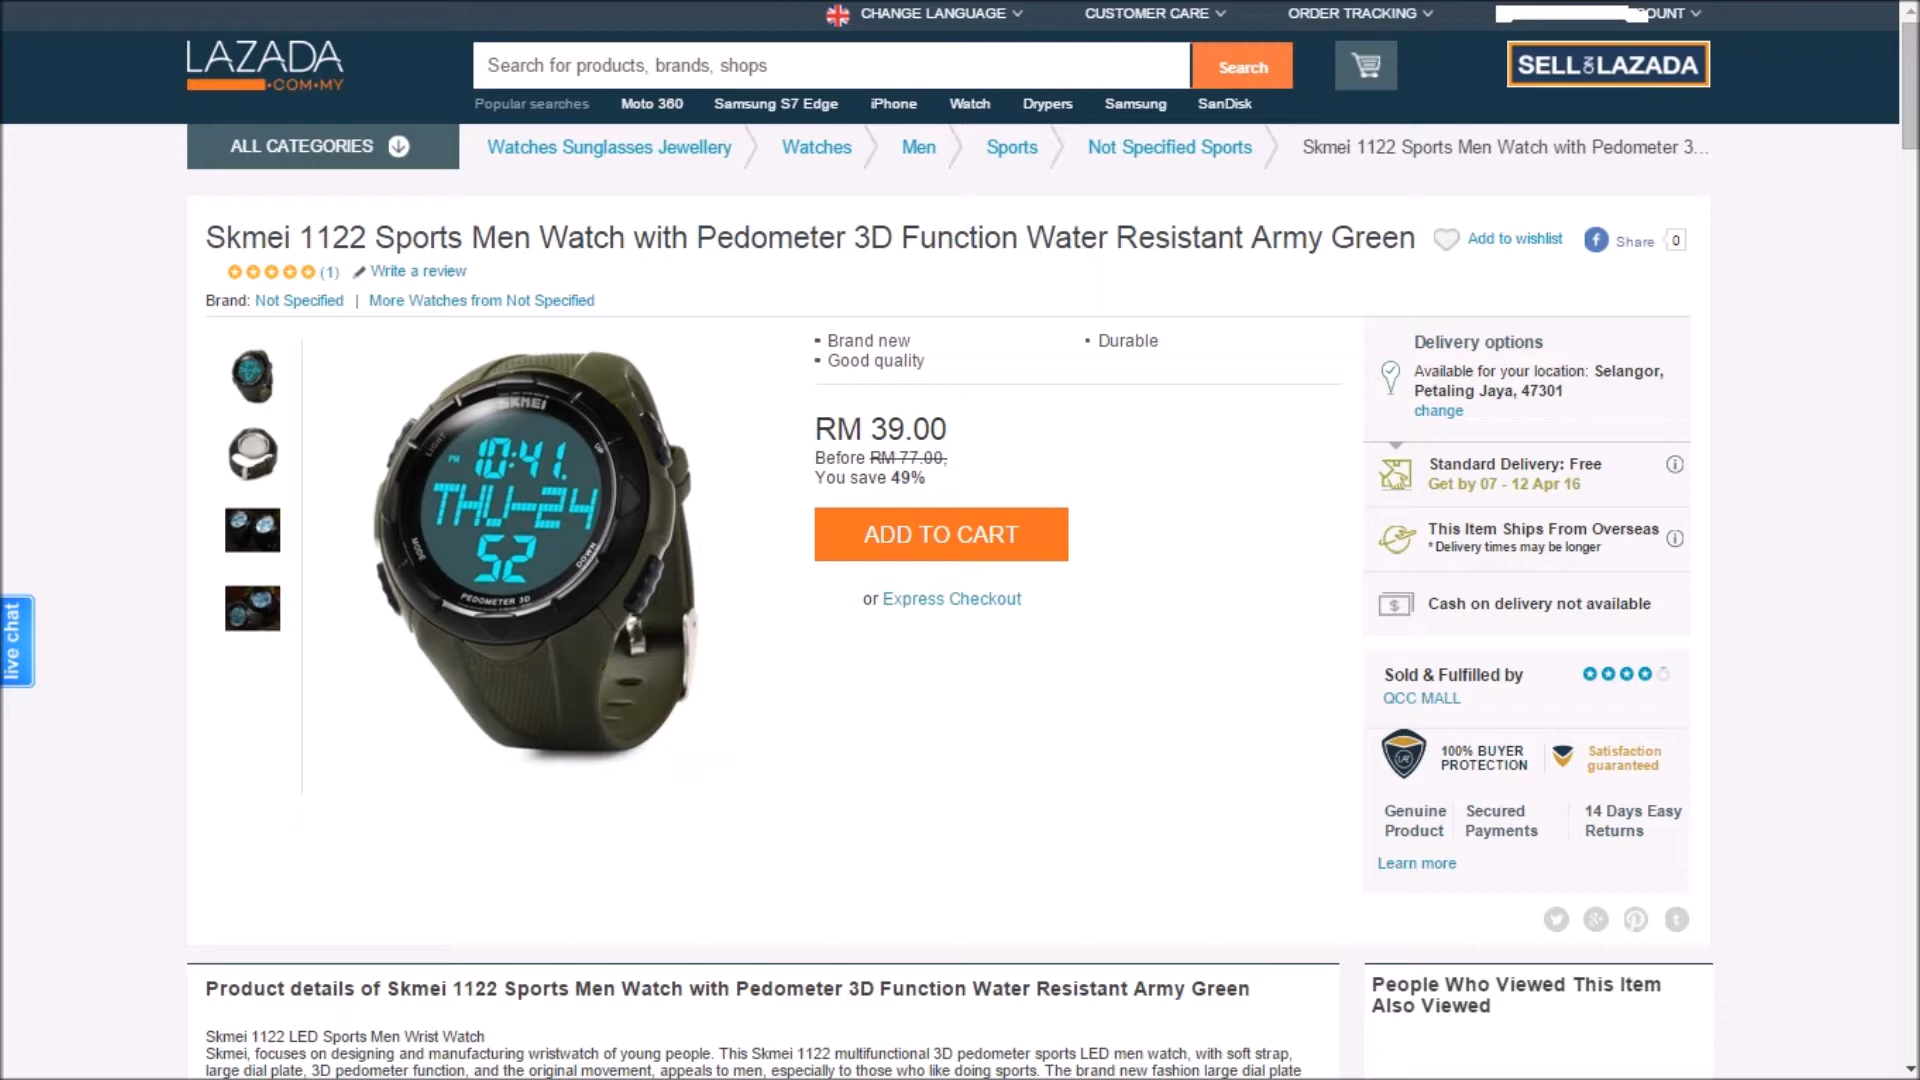 CHANGE LANGUAGE
CUSTOMER CARE
ORDER TRACKING
OUNT
LAZADA
.COM.MY
Search for products, brands, shops
Search
SELL ON LAZADA
Popular searches Moto 360 Samsung S7 Edge iPhone Watch Drypers Samsung SanDisk
ALL CATEGORIES
Watches Sunglasses Jewellery Watches Men Sports Not Specified Sports Skmei 1122 Sports Men Watch with Pedometer 3...
Skmei 1122 Sports Men Watch with Pedometer 3D Function Water Resistant Army Green
Add to wishlist
f Share 0
(1) Write a review
Brand: Not Specified | More Watches from Not Specified
SKMEI
LIGHT
UP
PM 10:41
THU-24
52
MODE
DOWN
PEDOMETER 3D
Brand new
Durable
Good quality
RM 39.00
Before RM 77.00,
You save 49%
ADD TO CART
or Express Checkout
live chat
Delivery options
Available for your location: Selangor,
Petaling Jaya, 47301
change
Standard Delivery: Free
Get by 07 - 12 Apr 16
This Item Ships From Overseas
* Delivery times may be longer
Cash on delivery not available
Sold & Fulfilled by
QCC MALL
100% BUYER
PROTECTION
Satisfaction
guaranteed
Genuine
Product
Secured
Payments
14 Days Easy
Returns
Learn more
Product details of Skmei 1122 Sports Men Watch with Pedometer 3D Function Water Resistant Army Green
Skmei 1122 LED Sports Men Wrist Watch
Skmei, focuses on designing and manufacturing wristwatch of young people. This Skmei 1122 multifunctional 3D pedometer sports LED men watch, with soft strap,
large dial plate, 3D pedometer function, and the original movement, appeals to men, especially to those who like doing sports. The brand new fashion large dial plate
People Who Viewed This Item
Also Viewed